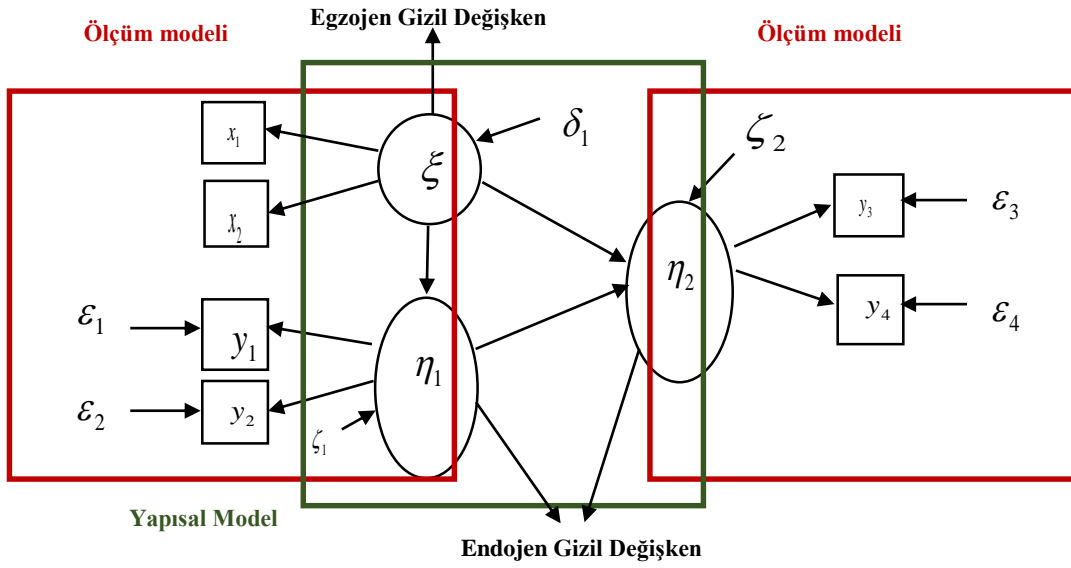 Egzojen Gizil Değişken
Ölçüm modeli
Ölçüm modeli
x₁
δ₁
ζ₂
ξ
x₂
y₃
ε₃
η₂
ε₁
y₁
y₄
ε₄
η₁
ε₂
y₂
ζ₁
Yapısal Model
Endojen Gizil Değişken